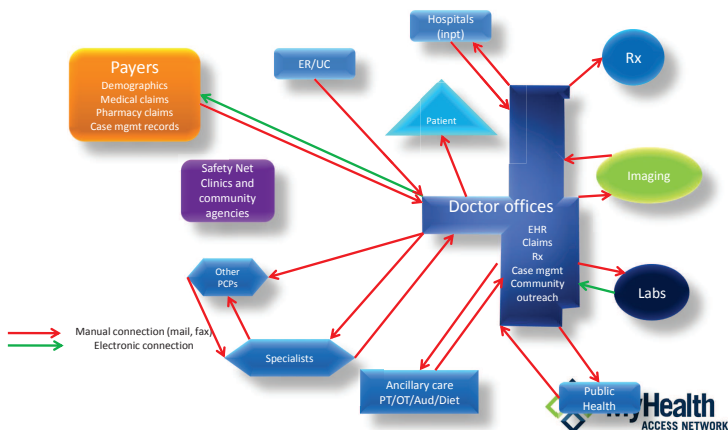 Hospitals
(inpt)
Rx
ER/UC
Payers
Demographics
Medical claims
Pharmacy claims
Case mgmt records
Patient
Imaging
Safety Net
Clinics and
community
agencies
Doctor offices
EHR
Claims
Rx
Case mgmt
Community
outreach
Labs
Other
PCPs
Manual connection (mail, fax)
Electronic connection
Specialists
Ancillary care
PT/OT/Aud/Diet
Public
Health
MyHealth
ACCESS NETWORK